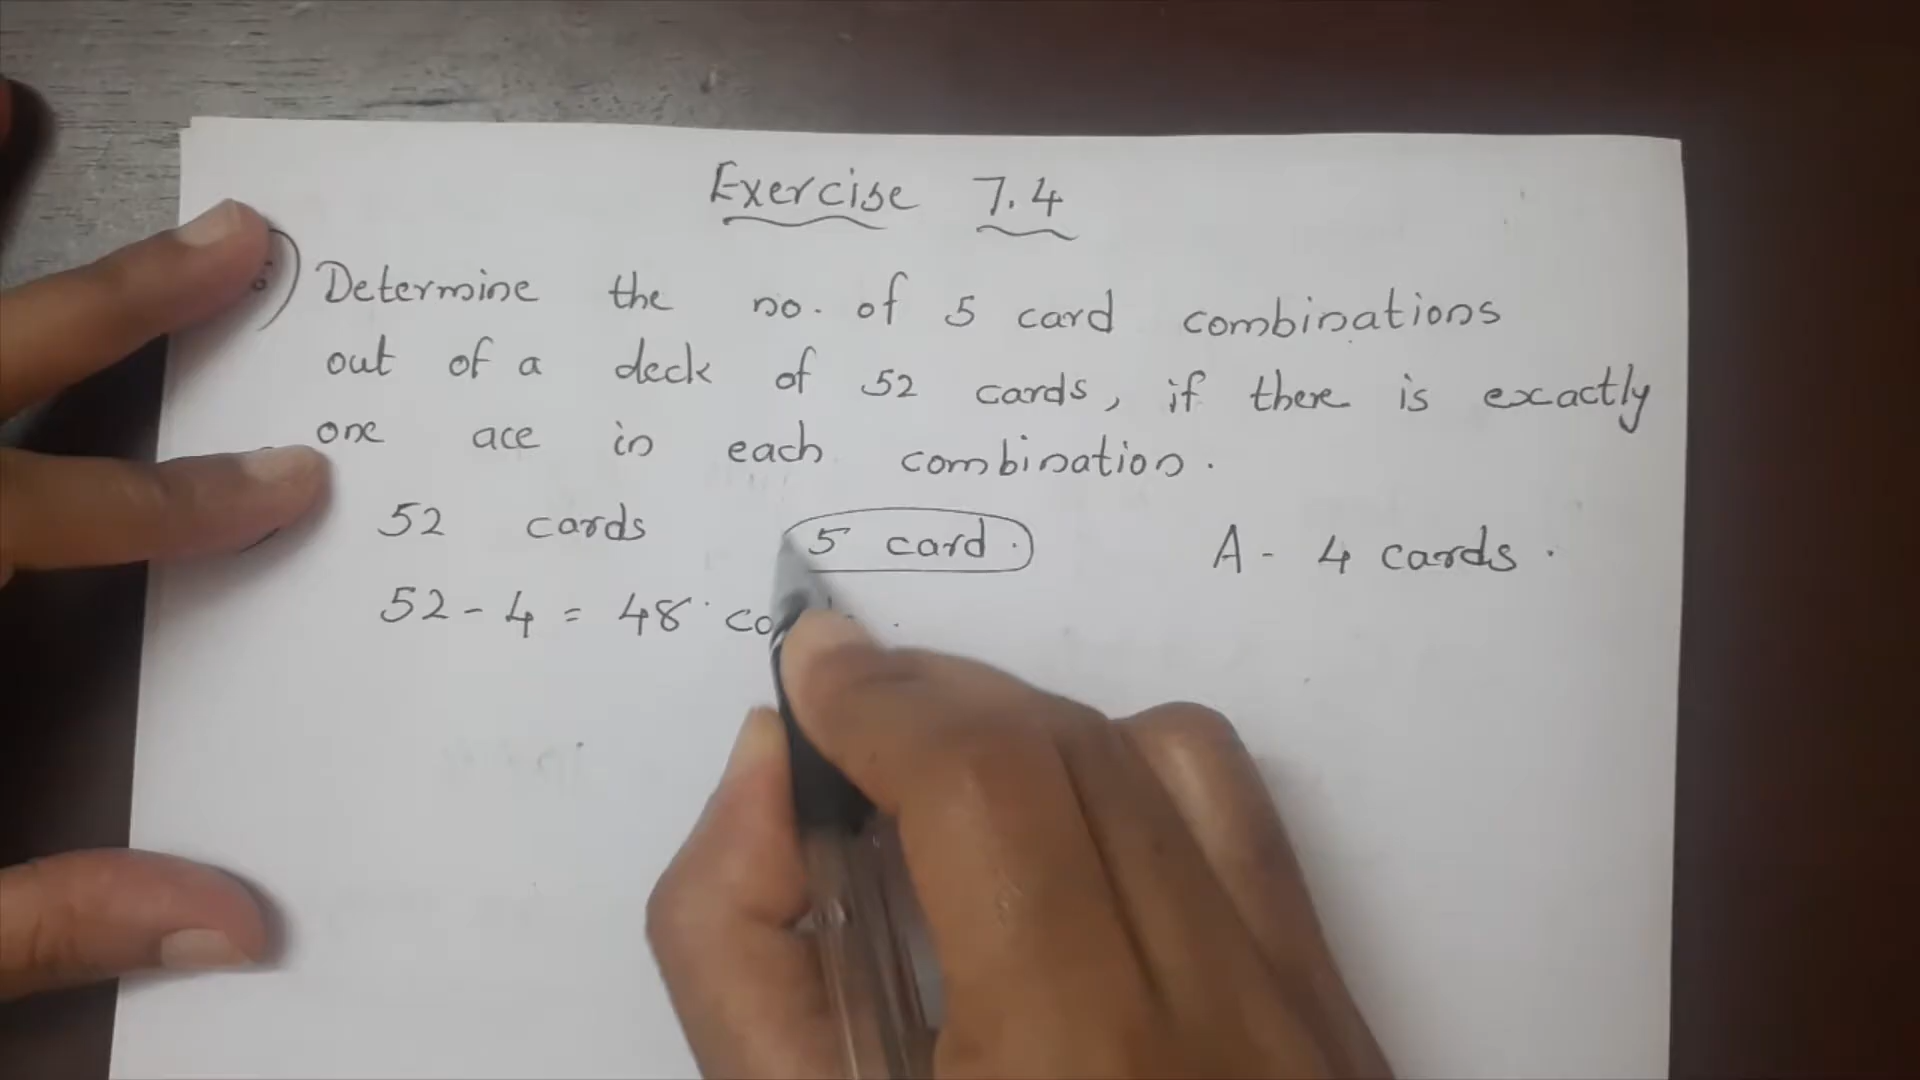 Exercise 7.4
) Determine the no. of 5 card combinations
out of a deck of 52 cards, if there is exactly
one ace in each combination.
52 cards 5 card. A - 4 cards.
52 - 4 = 48